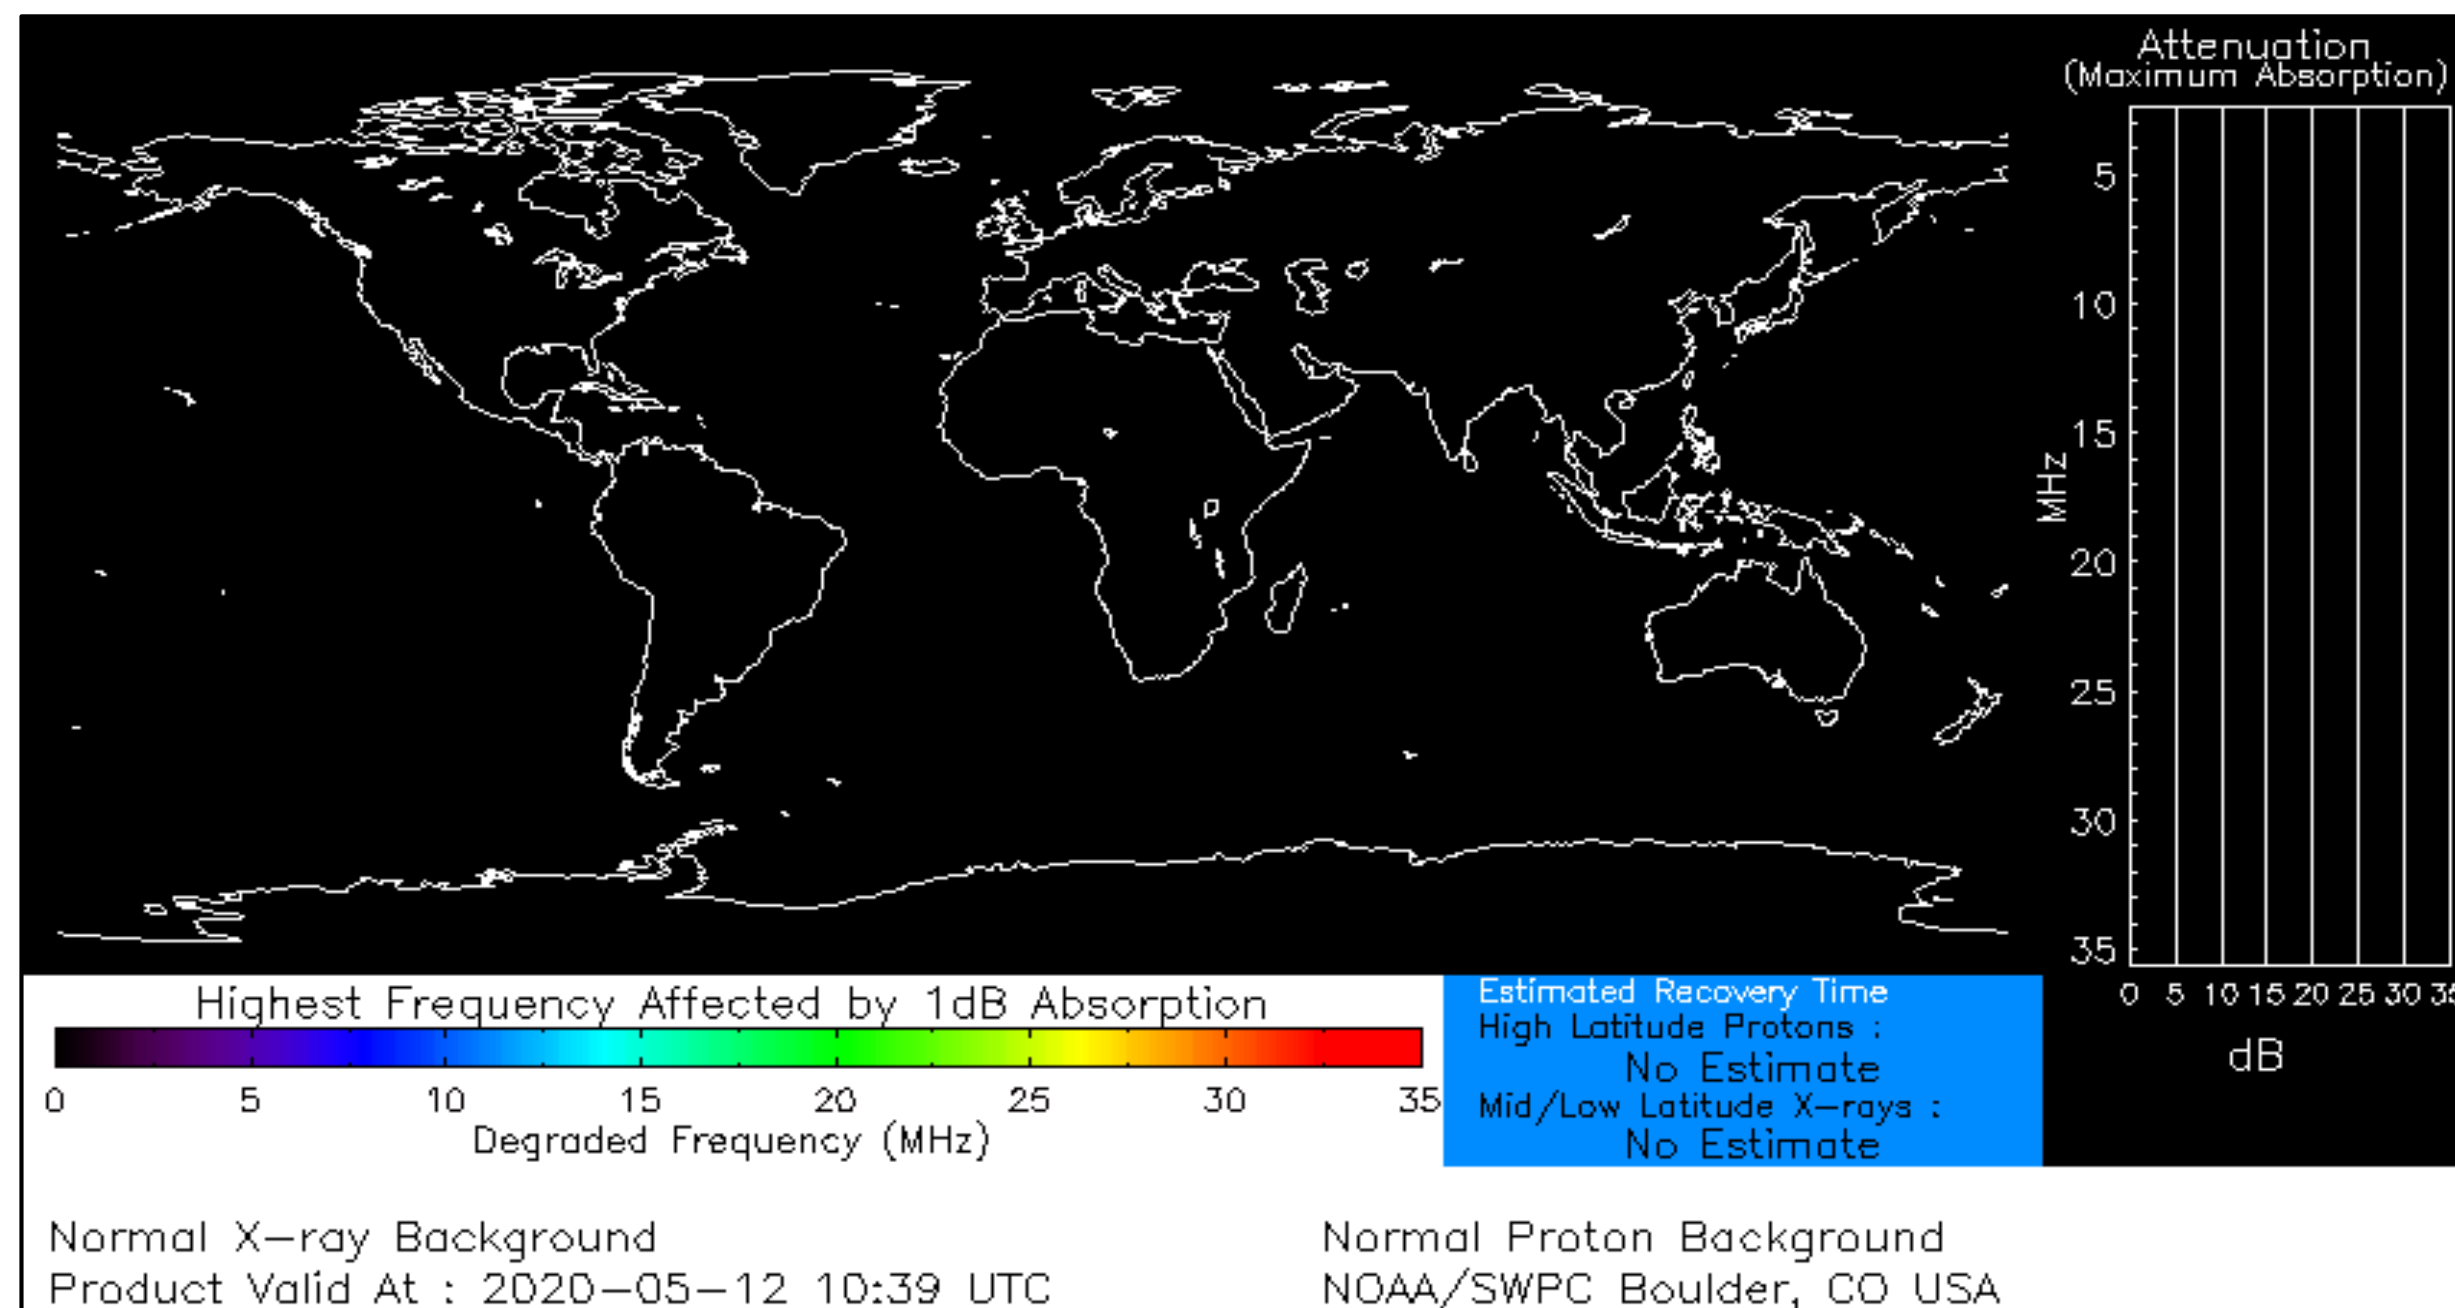 Attenuation
(Maximum Absorption)
5
10
15
20
25
30
35
MHz
0 5 10 15 20 25 30 35
dB
Highest Frequency Affected by 1dB Absorption
0 5 10 15 20 25 30 35
Degraded Frequency (MHz)
Estimated Recovery Time
High Latitude Protons :
No Estimate
Mid/Low Latitude X-rays :
No Estimate
Normal X-ray Background
Normal Proton Background
Product Valid At : 2020-05-12 10:39 UTC
NOAA/SWPC Boulder, CO USA